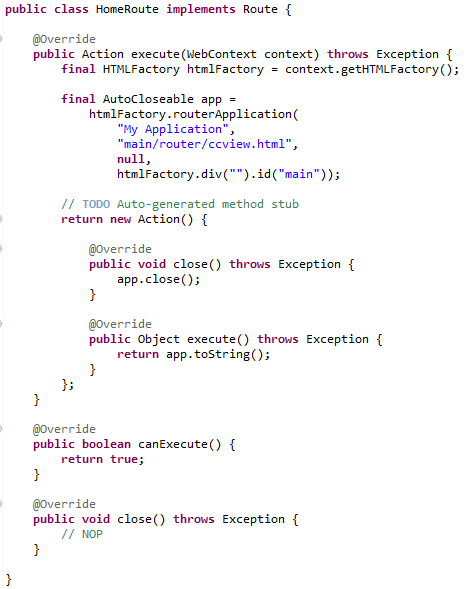 public class HomeRoute implements Route {
@Override
public Action execute(WebContext context) throws Exception {
final HTMLFactory htmlFactory = context.getHTMLFactory();
final AutoCloseable app =
htmlFactory.routerApplication(
"My Application",
"main/router/ccview.html",
null,
htmlFactory.div("").id("main"));
// TODO Auto-generated method stub
return new Action() {
@Override
public void close() throws Exception {
app.close();
}
@Override
public Object execute() throws Exception {
return app.toString();
}
};
}
@Override
public boolean canExecute() {
return true;
}
@Override
public void close() throws Exception {
// NOP
}
}